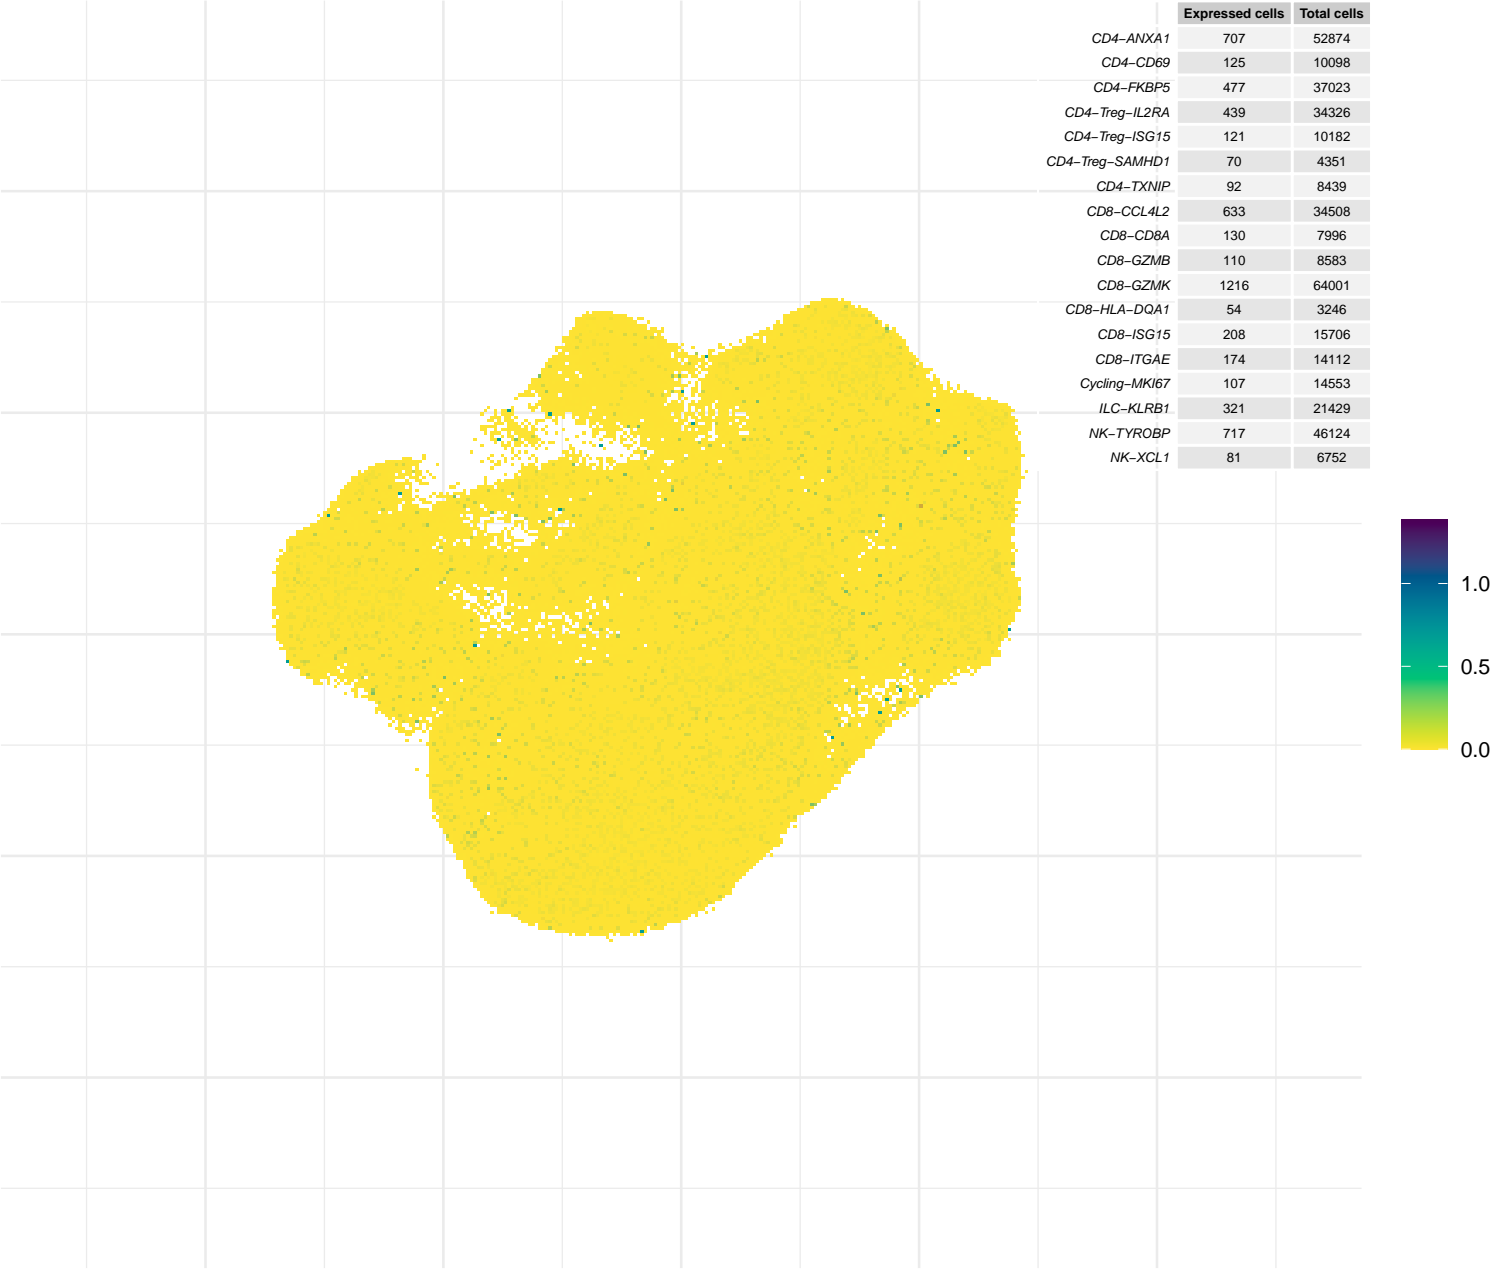 Expressed cells Total cells
CD4−ANXA1 707 52874
CD4−CD69 125 10098
CD4−FKBP5 477 37023
CD4−Treg−IL2RA 439 34326
CD4−Treg−ISG15 121 10182
CD4−Treg−SAMHD1 70 4351
CD4−TXNIP 92 8439
CD8−CCL4L2 633 34508
CD8−CD8A 130 7996
CD8−GZMB 110 8583
CD8−GZMK 1216 64001
CD8−HLA−DQA1 54 3246
CD8−ISG15 208 15706
CD8−ITGAE 174 14112
Cycling−MKI67 107 14553
ILC−KLRB1 321 21429
NK−TYROBP 717 46124
NK−XCL1 81 6752
1.0
0.5
0.0